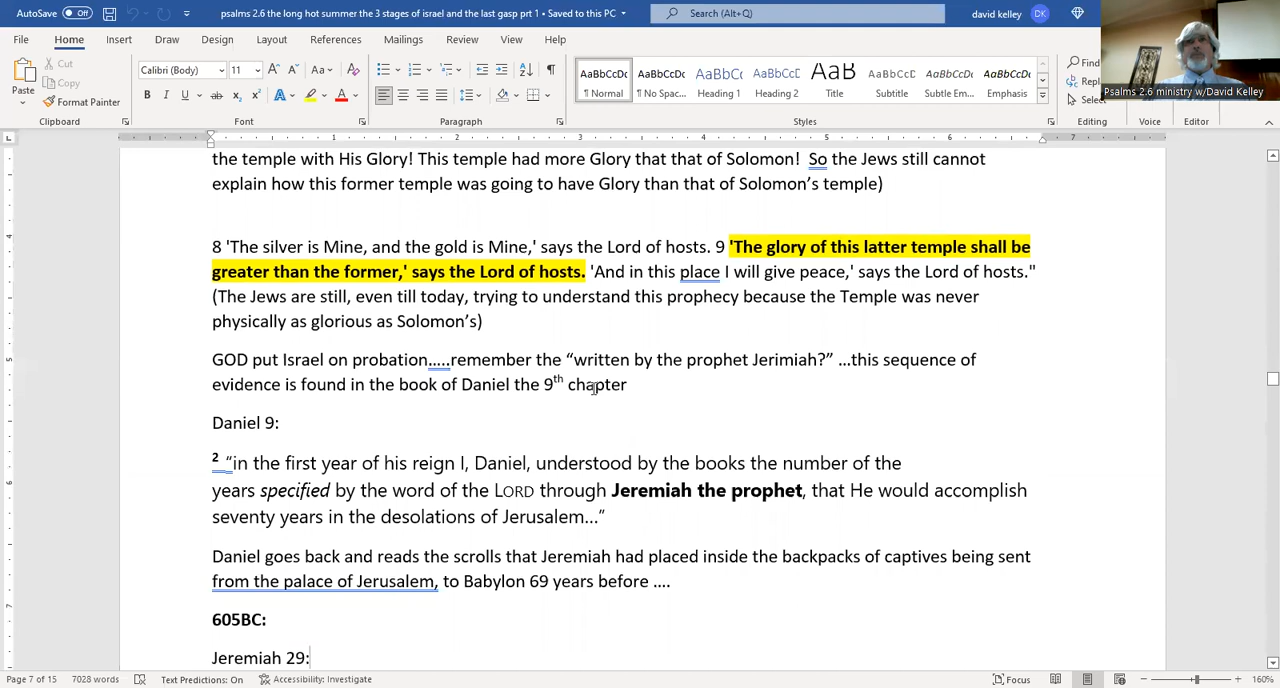 AutoSave Off psalms 2.6 the long hot summer the 3 stages of israel and the last gasp prt 1 • Saved to this PC Search (Alt+Q) david kelley DK
File Home Insert Draw Design Layout References Mailings Review View Help
Paste Cut Copy Format Painter
Calibri (Body) 11
AaBbCcDc AaBbCcDc AaBbCc AaBbCcC AaB AaBbCcC AaBbCcDc AaBbCcDc
¶ Normal ¶ No Spac... Heading 1 Heading 2 Title Subtitle Subtle Em... Emphasis
Find
Repl
Select
Psalms 2.6 ministry w/David Kelley
Clipboard Font Paragraph Styles Editing Voice Editor
1 2 3 4 5 6 7
the temple with His Glory! This temple had more Glory that that of Solomon! So the Jews still cannot
explain how this former temple was going to have Glory than that of Solomon’s temple)
8 'The silver is Mine, and the gold is Mine,' says the Lord of hosts. 9 'The glory of this latter temple shall be
greater than the former,' says the Lord of hosts. 'And in this place I will give peace,' says the Lord of hosts."
(The Jews are still, even till today, trying to understand this prophecy because the Temple was never
physically as glorious as Solomon’s)
GOD put Israel on probation.....remember the “written by the prophet Jerimiah?” ...this sequence of
evidence is found in the book of Daniel the 9th chapter
Daniel 9:
2 “in the first year of his reign I, Daniel, understood by the books the number of the
years specified by the word of the LORD through Jeremiah the prophet, that He would accomplish
seventy years in the desolations of Jerusalem...”
Daniel goes back and reads the scrolls that Jeremiah had placed inside the backpacks of captives being sent
from the palace of Jerusalem, to Babylon 69 years before ....
605BC:
Jeremiah 29:
Page 7 of 15 7028 words Text Predictions: On Accessibility: Investigate Focus 160%